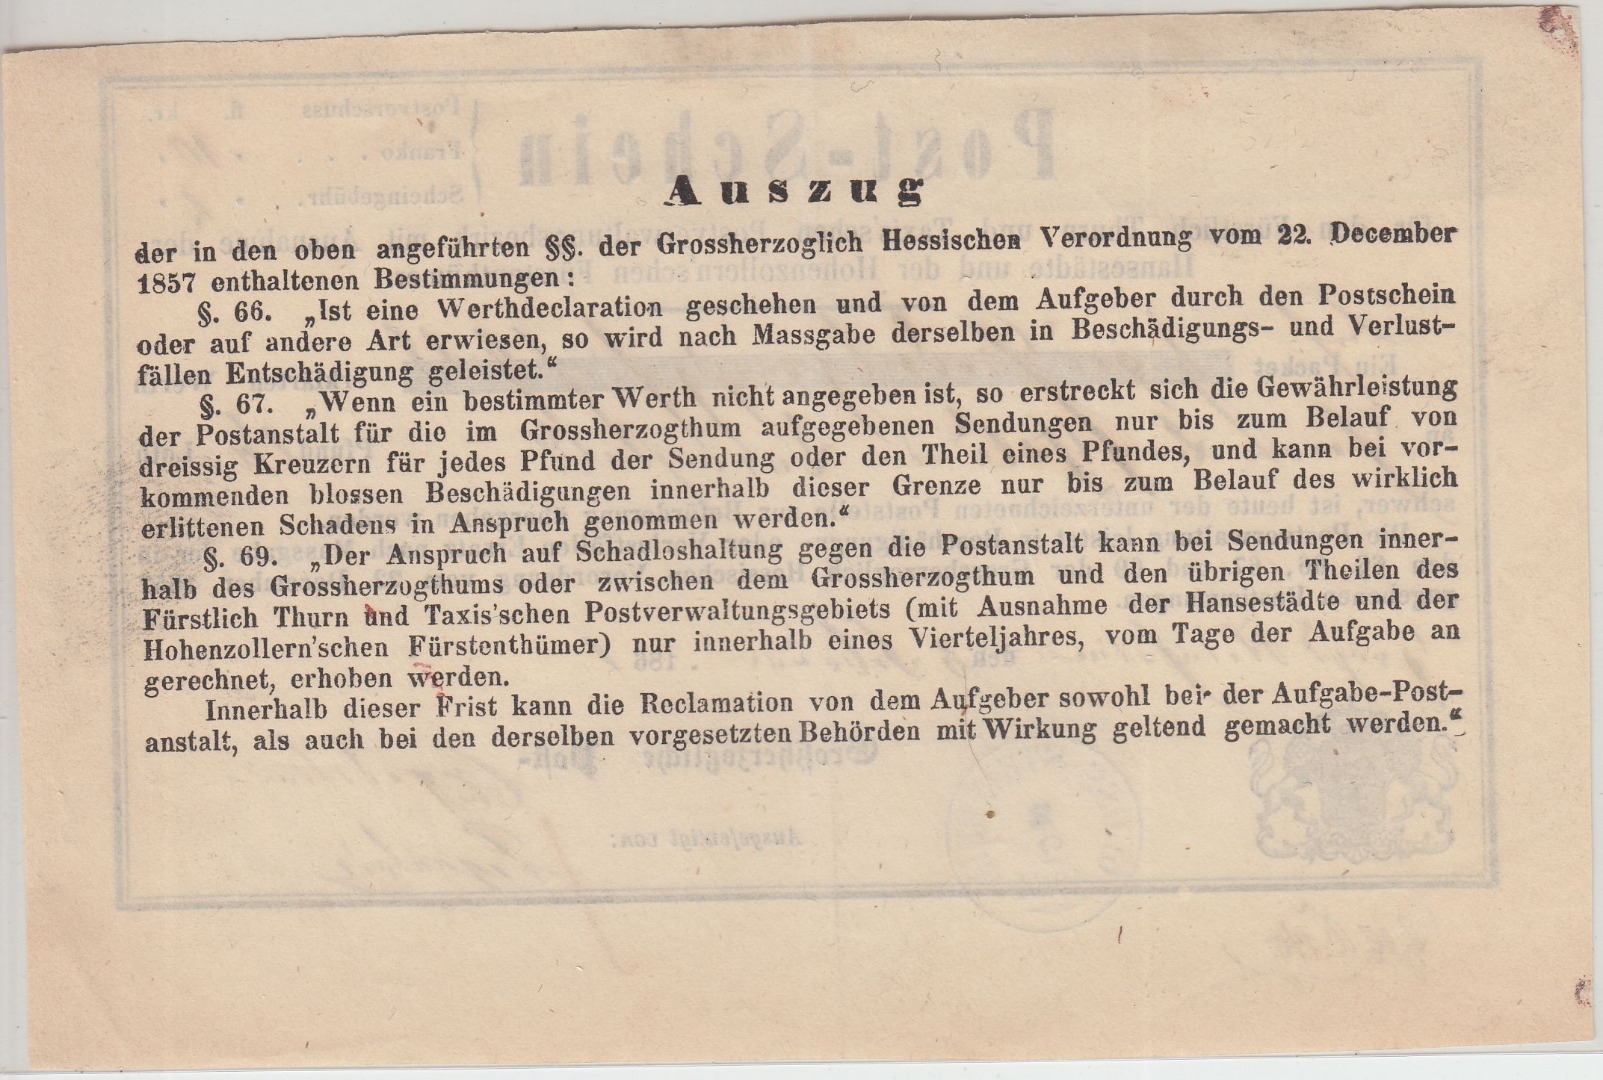 Auszug
der in den oben angeführten §§. der Grossherzoglich Hessischen Verordnung vom 22. December
1857 enthaltenen Bestimmungen:
§. 66. „Ist eine Werthdeclaration geschehen und von dem Aufgeber durch den Postschein
oder auf andere Art erwiesen, so wird nach Massgabe derselben in Beschädigungs- und Verlust-
fällen Entschädigung geleistet.“
§. 67. „Wenn ein bestimmter Werth nicht angegeben ist, so erstreckt sich die Gewährleistung
der Postanstalt für die im Grossherzogthum aufgegebenen Sendungen nur bis zum Belauf von
dreissig Kreuzern für jedes Pfund der Sendung oder den Theil eines Pfundes, und kann bei vor-
kommenden blossen Beschädigungen innerhalb dieser Grenze nur bis zum Belauf des wirklich
erlittenen Schadens in Anspruch genommen werden.“
§. 69. „Der Anspruch auf Schadloshaltung gegen die Postanstalt kann bei Sendungen inner-
halb des Grossherzogthums oder zwischen dem Grossherzogthum und den übrigen Theilen des
Fürstlich Thurn und Taxis'schen Postverwaltungsgebiets (mit Ausnahme der Hansestädte und der
Hohenzollern'schen Fürstenthümer) nur innerhalb eines Vierteljahres, vom Tage der Aufgabe an
gerechnet, erhoben werden.
Innerhalb dieser Frist kann die Reclamation von dem Aufgeber sowohl bei der Aufgabe-Post-
anstalt, als auch bei den derselben vorgesetzten Behörden mit Wirkung geltend gemacht werden.“